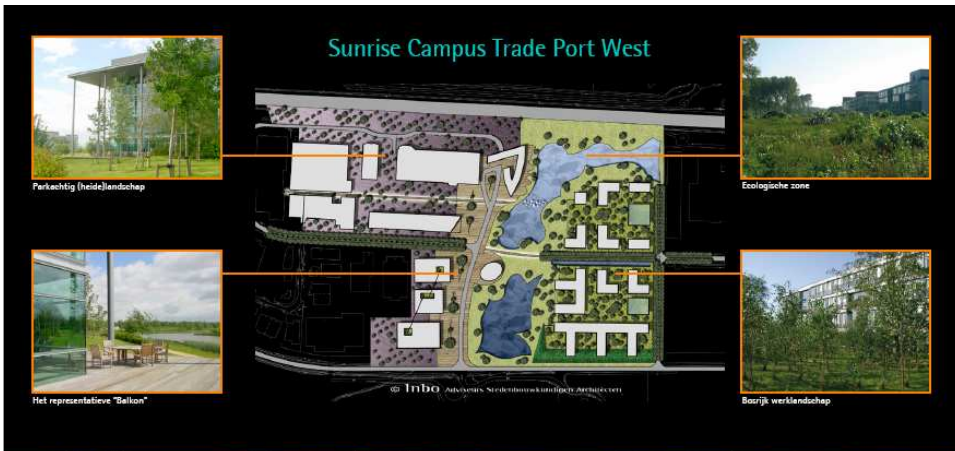 Sunrise Campus Trade Port West
Parkachtig (heide)landschap
Ecologische zone
Het representatieve "Balkon"
© Inbo Adviseurs Stedenbouwkundigen Architecten
Bosrijk werklandschap